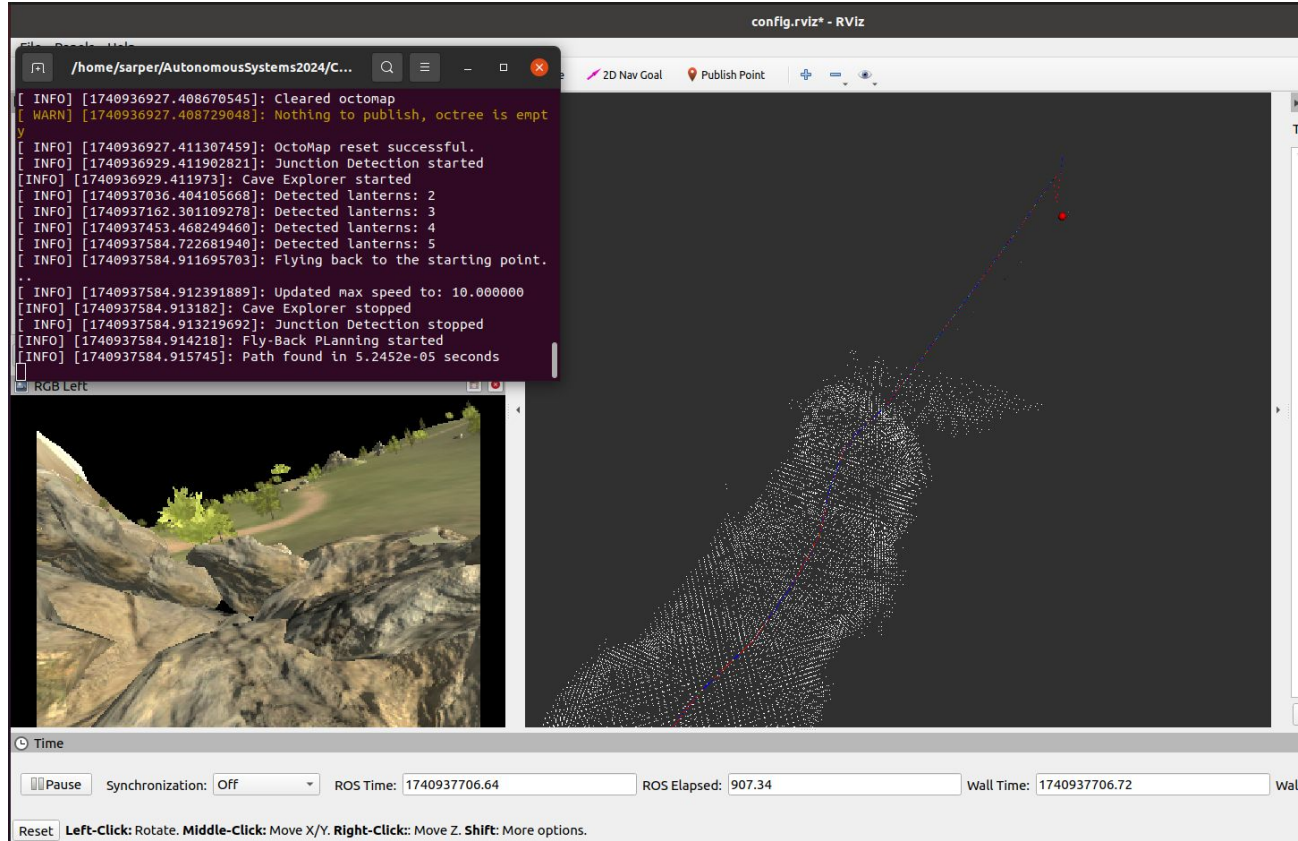 config.rviz* - RViz
/home/sarper/AutonomousSystems2024/C...
2D Nav Goal
Publish Point
[ INFO] [1740936927.408670545]: Cleared octomap
[ WARN] [1740936927.408729048]: Nothing to publish, octree is empt
y
[ INFO] [1740936927.411307459]: OctoMap reset successful.
[ INFO] [1740936929.411902821]: Junction Detection started
[INFO] [1740936929.411973]: Cave Explorer started
[ INFO] [1740937036.404105668]: Detected lanterns: 2
[ INFO] [1740937162.301109278]: Detected lanterns: 3
[ INFO] [1740937453.468249460]: Detected lanterns: 4
[ INFO] [1740937584.722681940]: Detected lanterns: 5
[ INFO] [1740937584.911695703]: Flying back to the starting point.
..
[ INFO] [1740937584.912391889]: Updated max speed to: 10.000000
[INFO] [1740937584.913182]: Cave Explorer stopped
[ INFO] [1740937584.913219692]: Junction Detection stopped
[INFO] [1740937584.914218]: Fly-Back PLanning started
[INFO] [1740937584.915745]: Path found in 5.2452e-05 seconds
RGB Left
Time
Pause Synchronization: Off ROS Time: 1740937706.64 ROS Elapsed: 907.34 Wall Time: 1740937706.72 Wal
Reset Left-Click: Rotate. Middle-Click: Move X/Y. Right-Click:: Move Z. Shift: More options.